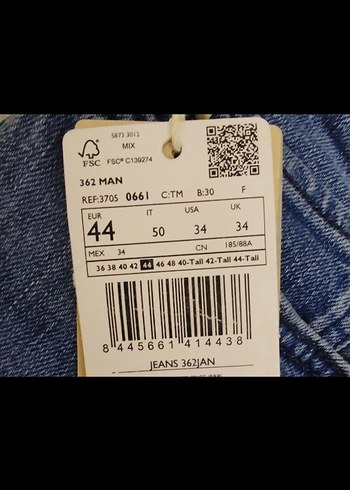 5873 3012
MIX
FSC
FSC® C139274
362 MAN
REF:3705 0661 C:TM B:30 F
EUR IT USA UK
44 50 34 34
MEX 34 CN 185/88A
36 38 40 42 44 46 48 40-Tall 42-Tall 44-Tall
8 445661 414438
JEANS 362JAN